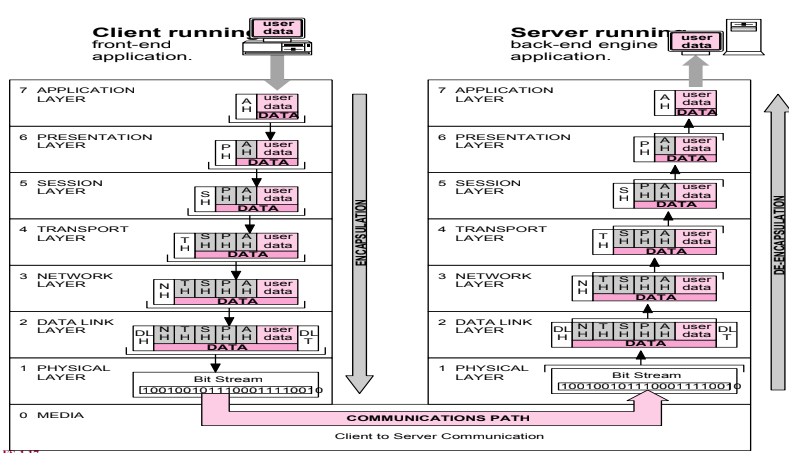 Client running
front-end
application.
user
data
7 APPLICATION
LAYER
A
H
user
data
DATA
6 PRESENTATION
LAYER
P
H
A
H
user
data
DATA
5 SESSION
LAYER
S
H
P
H
A
H
user
data
DATA
4 TRANSPORT
LAYER
T
H
S
H
P
H
A
H
user
data
DATA
3 NETWORK
LAYER
N
H
T
H
S
H
P
H
A
H
user
data
DATA
2 DATA LINK
LAYER
DL
H
N
H
T
H
S
H
P
H
A
H
user
data
DL
T
DATA
1 PHYSICAL
LAYER
Bit Stream
1001001011100011110010
ENCAPSULATION
Server running
back-end engine
application.
user
data
7 APPLICATION
LAYER
A
H
user
data
DATA
6 PRESENTATION
LAYER
P
H
A
H
user
data
DATA
5 SESSION
LAYER
S
H
P
H
A
H
user
data
DATA
4 TRANSPORT
LAYER
T
H
S
H
P
H
A
H
user
data
DATA
3 NETWORK
LAYER
N
H
T
H
S
H
P
H
A
H
user
data
DATA
2 DATA LINK
LAYER
DL
H
N
H
T
H
S
H
P
H
A
H
user
data
DL
T
DATA
1 PHYSICAL
LAYER
Bit Stream
1001001011100011110010
DE-ENCAPSULATION
0 MEDIA
COMMUNICATIONS PATH
Client to Server Communication